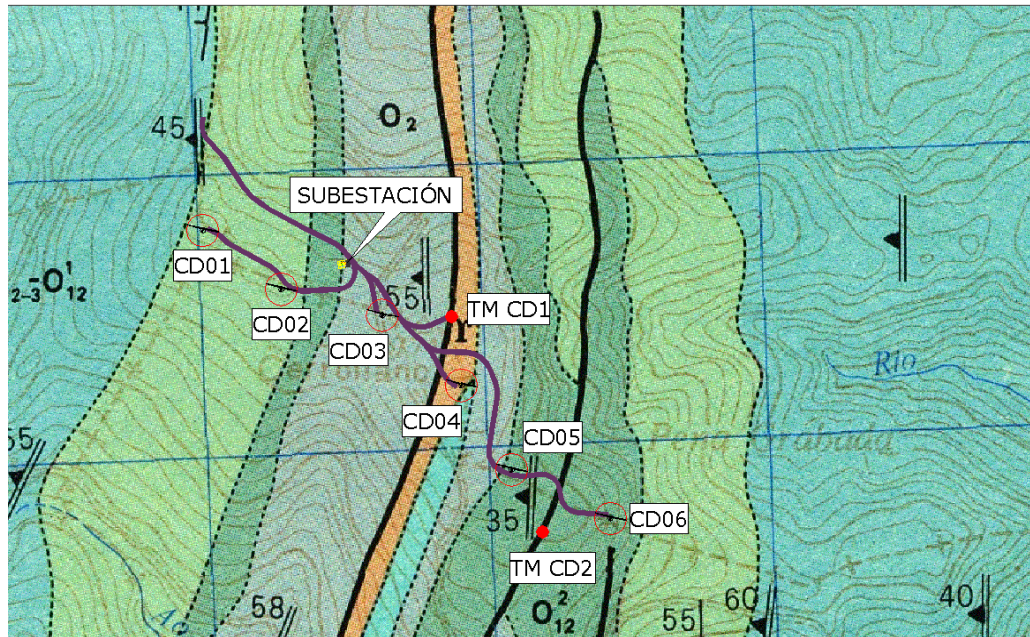 O₂
45
SUBESTACIÓN
CD01
₂₋₃-O¹₁₂
CD02
55
CD03
TM CD1
Rio
CD04
CD05
55
35
CD06
TM CD2
O²₁₂
58
60
55
40